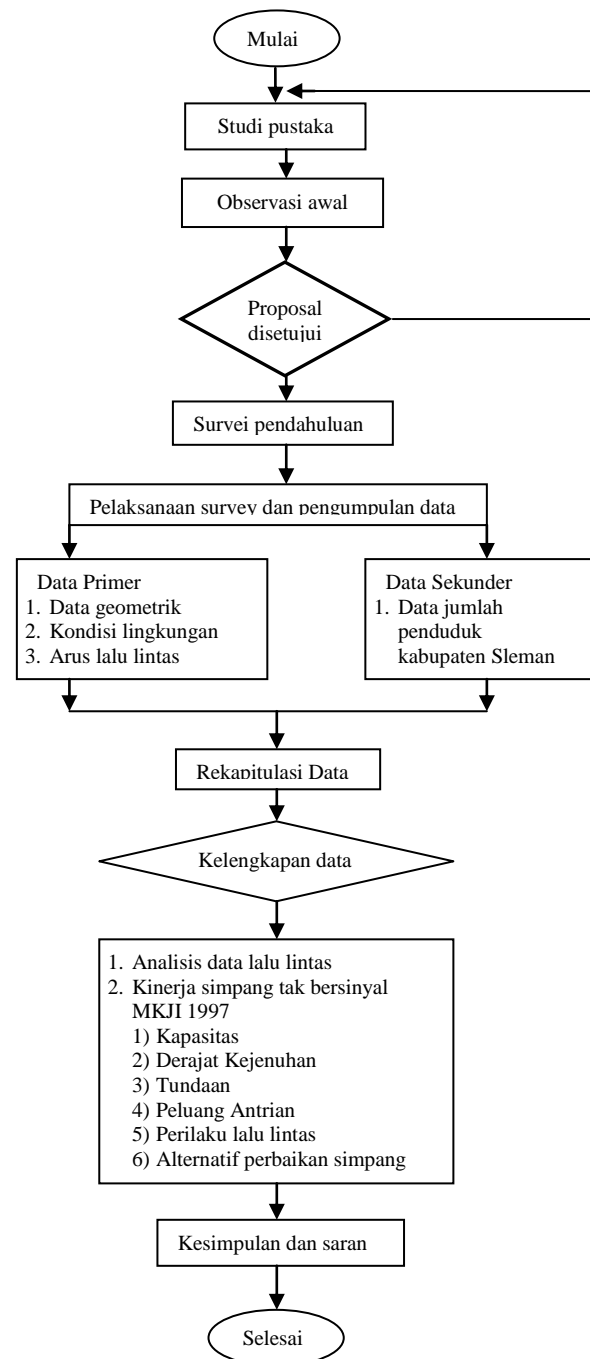 Mulai
Studi pustaka
Observasi awal
Proposal
disetujui
Survei pendahuluan
Pelaksanaan survey dan pengumpulan data
Data Primer
1. Data geometrik
2. Kondisi lingkungan
3. Arus lalu lintas
Data Sekunder
1. Data jumlah
penduduk
kabupaten Sleman
Rekapitulasi Data
Kelengkapan data
1. Analisis data lalu lintas
2. Kinerja simpang tak bersinyal
MKJI 1997
1) Kapasitas
2) Derajat Kejenuhan
3) Tundaan
4) Peluang Antrian
5) Perilaku lalu lintas
6) Alternatif perbaikan simpang
Kesimpulan dan saran
Selesai